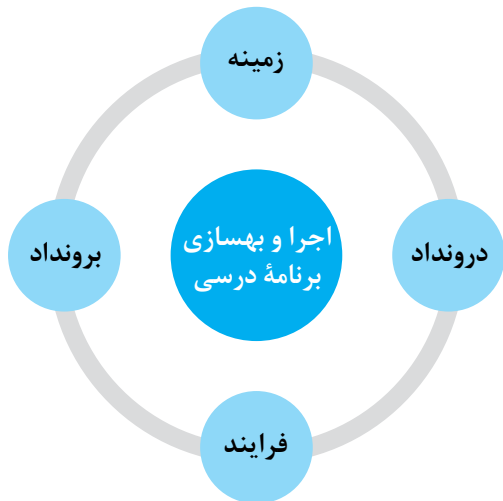 زمینه
درونداد
اجرا و بهسازی
برنامهٔ درسی
برونداد
فرایند